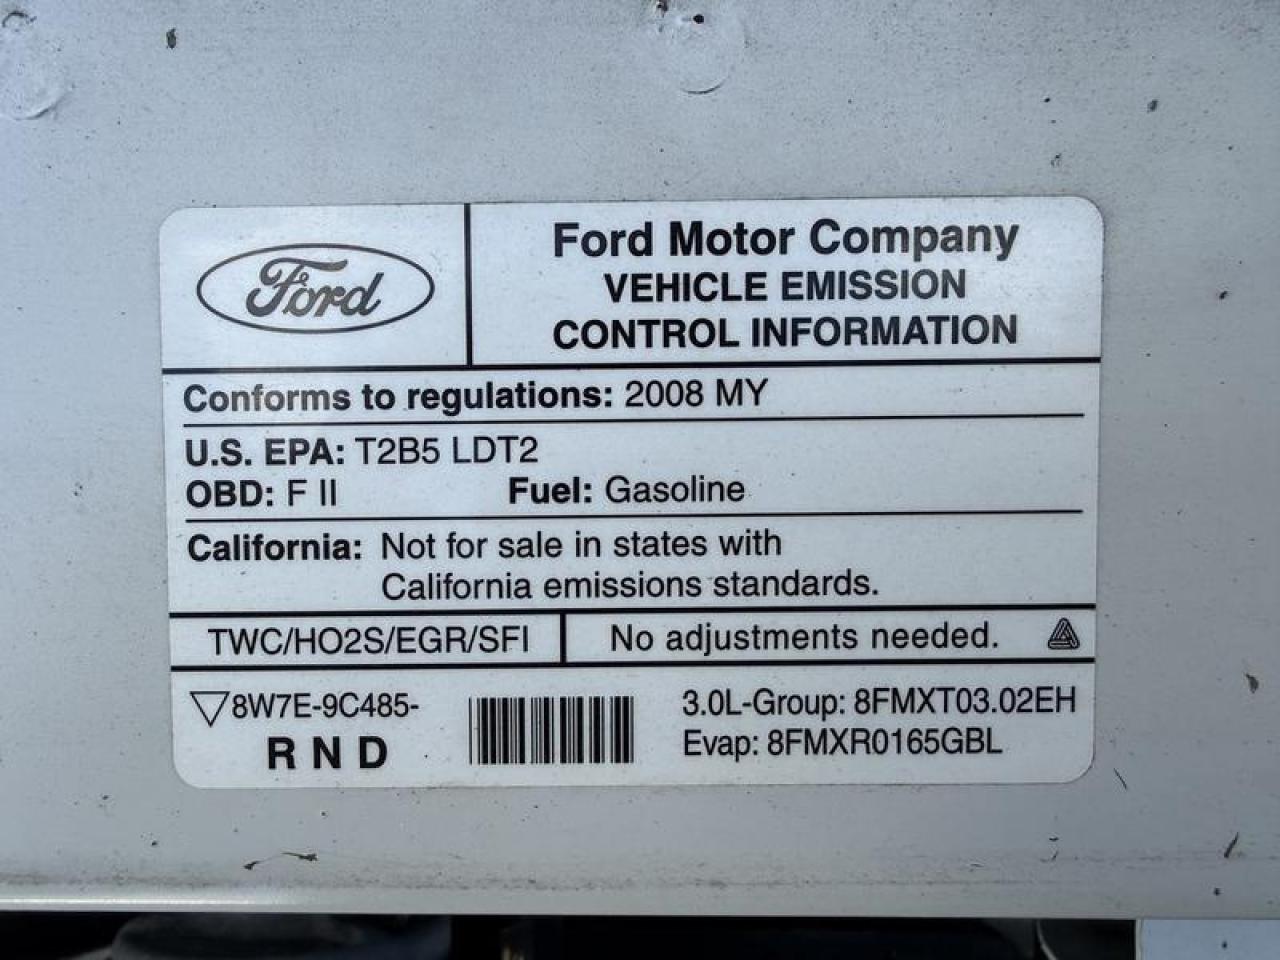 Ford
Ford Motor Company
VEHICLE EMISSION
CONTROL INFORMATION
Conforms to regulations: 2008 MY
U.S. EPA: T2B5 LDT2
OBD: F II Fuel: Gasoline
California: Not for sale in states with
California emissions standards.
TWC/HO2S/EGR/SFI
No adjustments needed.
8W7E-9C485-
RND
3.0L-Group: 8FMXT03.02EH
Evap: 8FMXR0165GBL